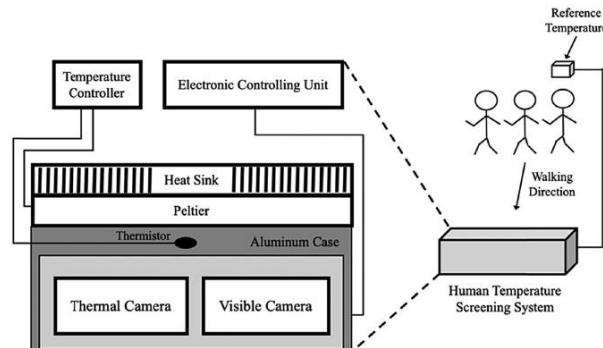 Reference
Temperature
Temperature
Controller
Electronic Controlling Unit
Heat Sink
Peltier
Thermistor
Aluminum Case
Thermal Camera
Visible Camera
Walking
Direction
Human Temperature
Screening System